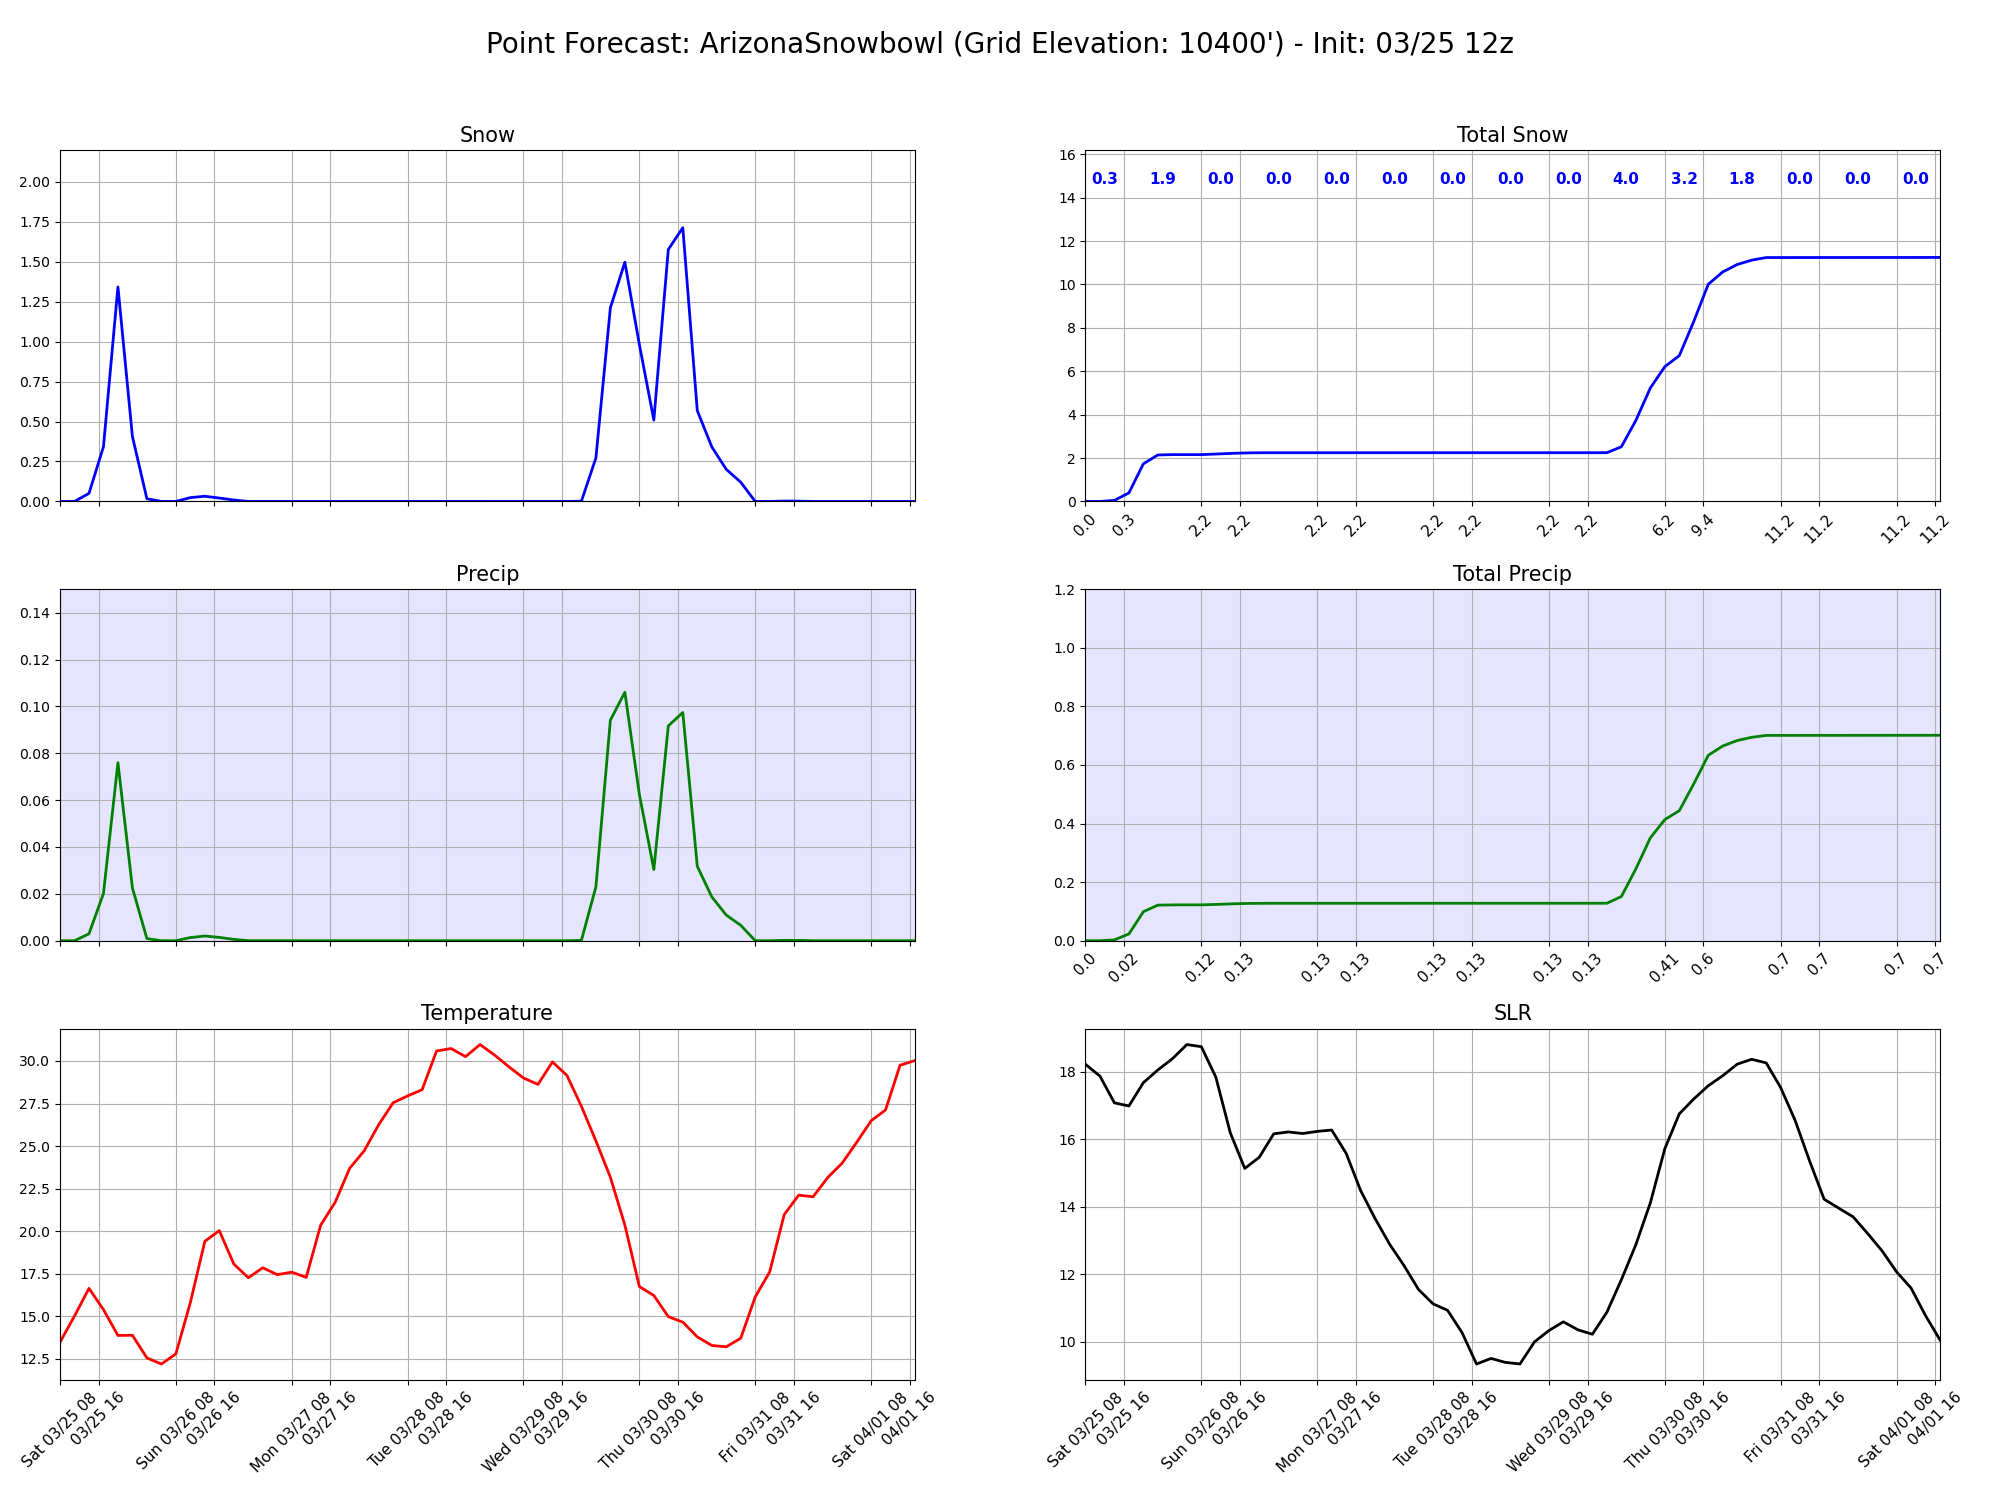 Point Forecast: ArizonaSnowbowl (Grid Elevation: 10400') - Init: 03/25 12z
Snow
2.00
1.75
1.50
1.25
1.00
0.75
0.50
0.25
0.00
Total Snow
0.3 1.9 0.0 0.0 0.0 0.0 0.0 0.0 0.0 4.0 3.2 1.8 0.0 0.0 0.0
16
14
12
10
8
6
4
2
0
0.0 0.3 2.2 2.2 2.2 2.2 2.2 2.2 2.2 2.2 6.2 9.4 11.2 11.2 11.2 11.2
Precip
0.14
0.12
0.10
0.08
0.06
0.04
0.02
0.00
Total Precip
1.2
1.0
0.8
0.6
0.4
0.2
0.0
0.0 0.02 0.12 0.13 0.13 0.13 0.13 0.13 0.13 0.13 0.41 0.6 0.7 0.7 0.7 0.7
Temperature
30.0
27.5
25.0
22.5
20.0
17.5
15.0
12.5
Sat 03/25 08
03/25 16
Sun 03/26 08
03/26 16
Mon 03/27 08
03/27 16
Tue 03/28 08
03/28 16
Wed 03/29 08
03/29 16
Thu 03/30 08
03/30 16
Fri 03/31 08
03/31 16
Sat 04/01 08
04/01 16
SLR
18
16
14
12
10
Sat 03/25 08
03/25 16
Sun 03/26 08
03/26 16
Mon 03/27 08
03/27 16
Tue 03/28 08
03/28 16
Wed 03/29 08
03/29 16
Thu 03/30 08
03/30 16
Fri 03/31 08
03/31 16
Sat 04/01 08
04/01 16